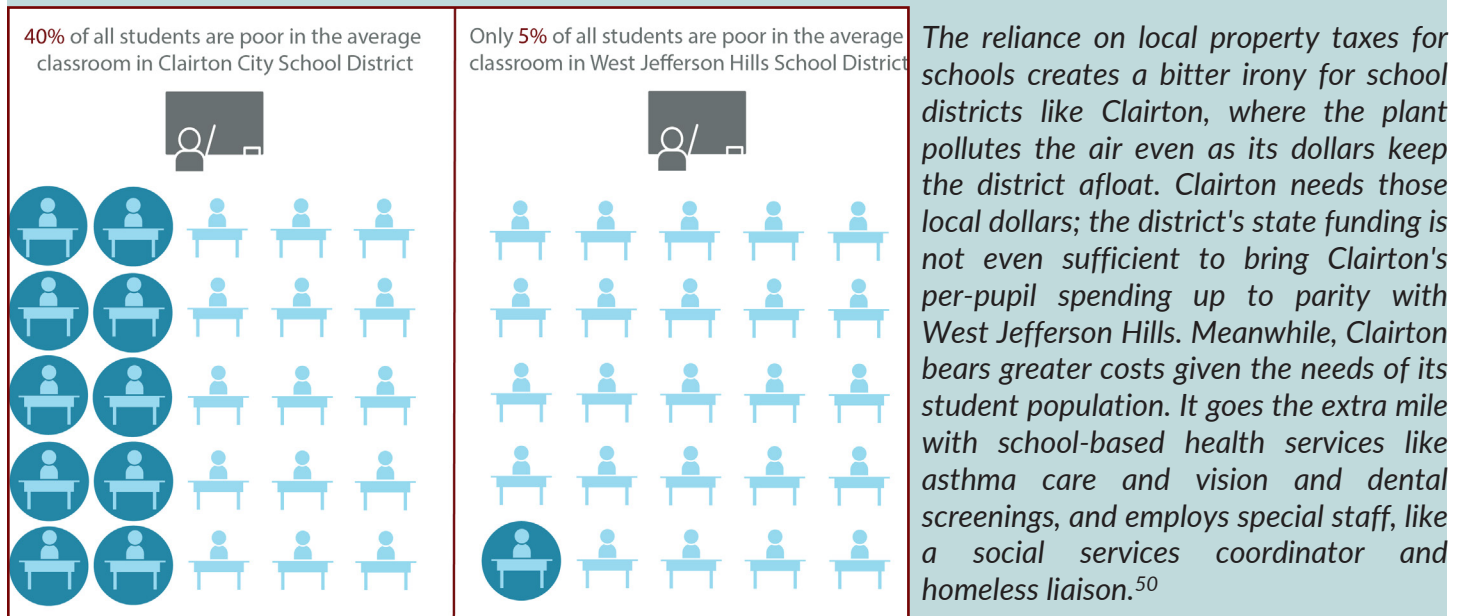 40% of all students are poor in the average
classroom in Clairton City School District
Only 5% of all students are poor in the average
classroom in West Jefferson Hills School District
The reliance on local property taxes for
schools creates a bitter irony for school
districts like Clairton, where the plant
pollutes the air even as its dollars keep
the district afloat. Clairton needs those
local dollars; the district's state funding is
not even sufficient to bring Clairton's
per-pupil spending up to parity with
West Jefferson Hills. Meanwhile, Clairton
bears greater costs given the needs of its
student population. It goes the extra mile
with school-based health services like
asthma care and vision and dental
screenings, and employs special staff, like
a social services coordinator and
homeless liaison.50